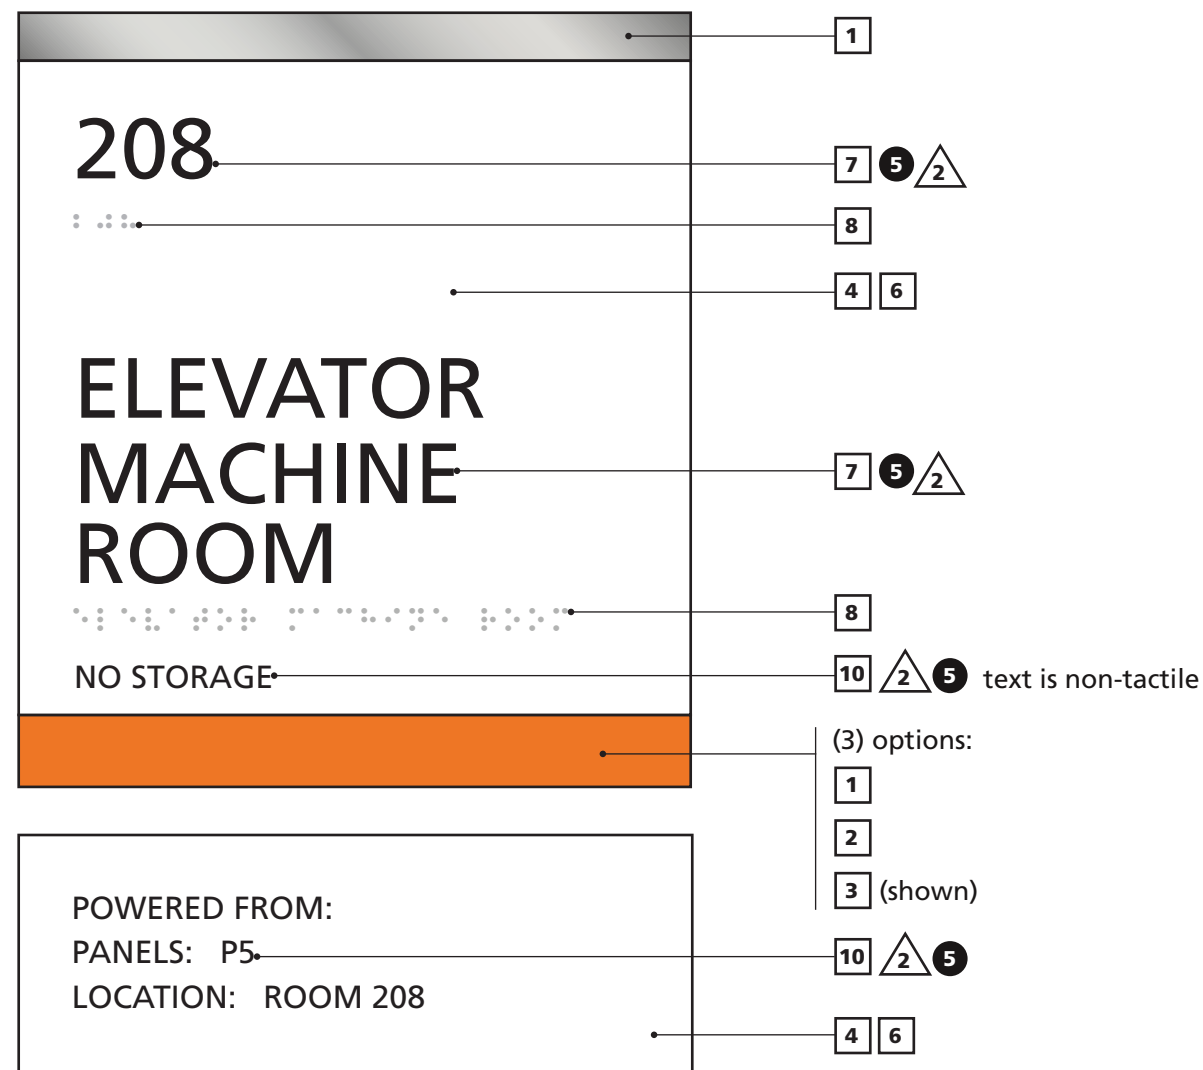 1
208
7 5 2
8
4 6
ELEVATOR
MACHINE
7 5 2
ROOM
8
NO STORAGE
10 2 5 text is non-tactile
(3) options:
1
2
3 (shown)
POWERED FROM:
PANELS: P5
10 2 5
LOCATION: ROOM 208
4 6